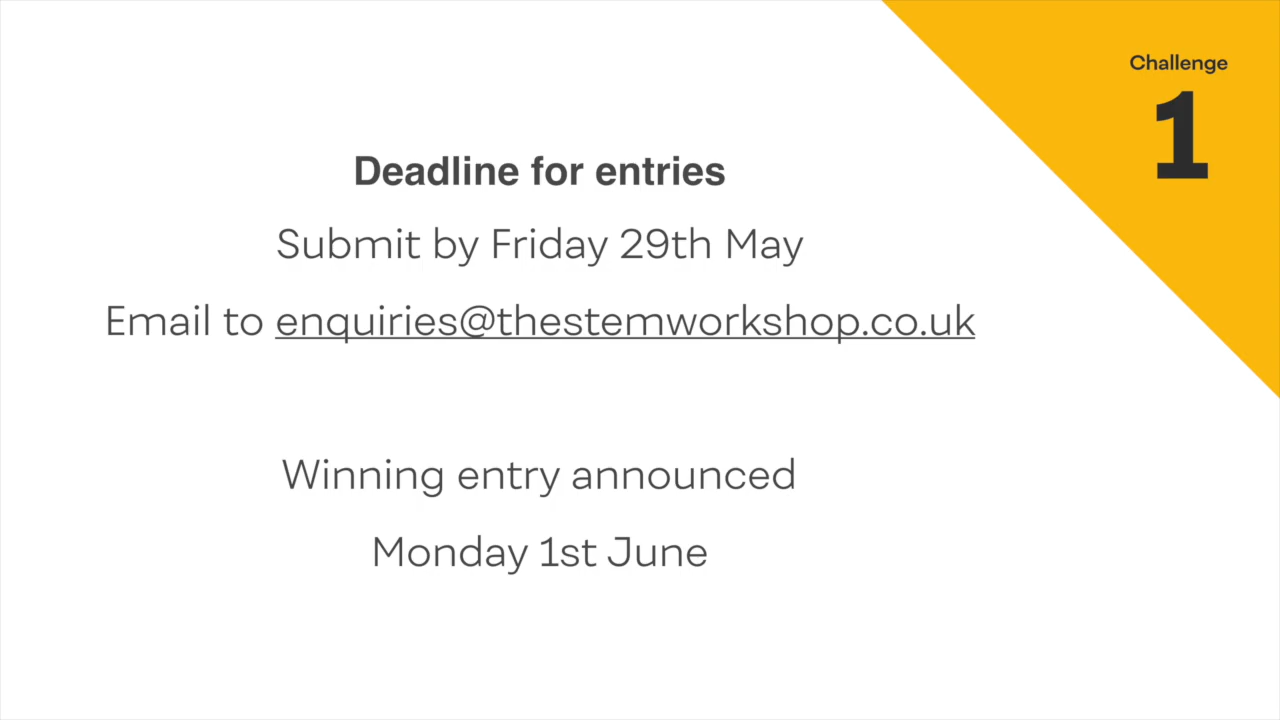 Challenge
1
Deadline for entries
Submit by Friday 29th May
Email to enquiries@thestemworkshop.co.uk
Winning entry announced
Monday 1st June